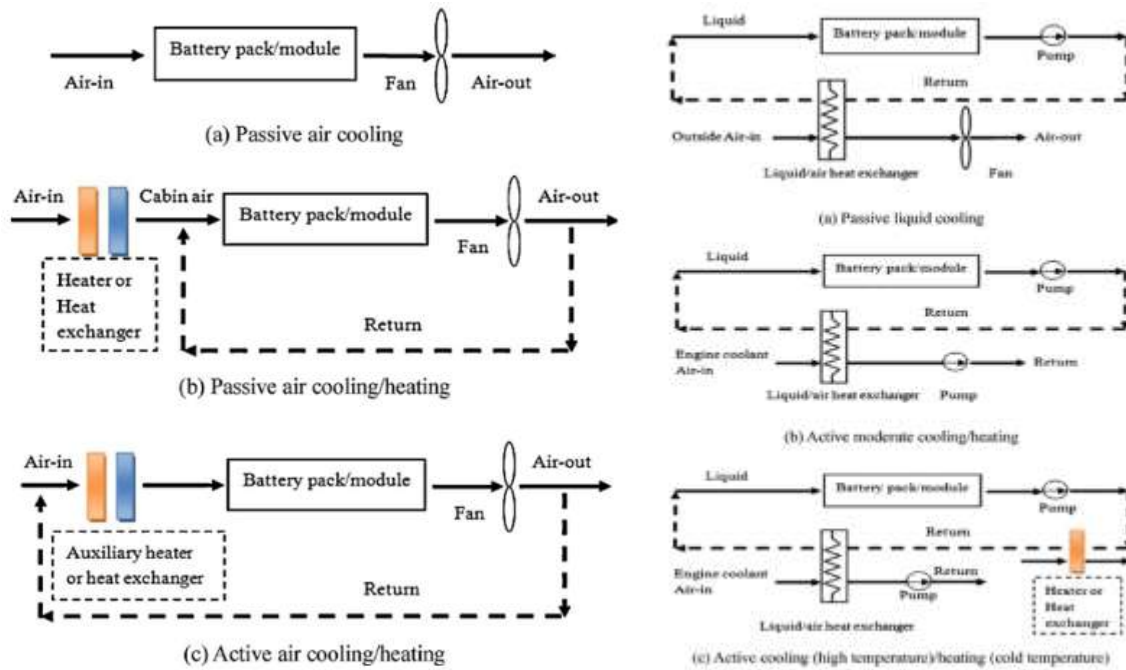 Battery pack/module
Air-in
Fan
Air-out
(a) Passive air cooling
Air-in
Cabin air
Battery pack/module
Air-out
Fan
Heater or
Heat
exchanger
Return
(b) Passive air cooling/heating
Air-in
Battery pack/module
Air-out
Fan
Auxiliary heater
or heat exchanger
Return
(c) Active air cooling/heating
Liquid
Battery pack/module
Pump
Return
Outside Air-in
Air-out
Liquid/air heat exchanger
Fan
(a) Passive liquid cooling
Liquid
Battery pack/module
Pump
Return
Engine coolant
Air-in
Return
Liquid/air heat exchanger
Pump
(b) Active moderate cooling/heating
Liquid
Battery pack/module
Pump
Return
Engine coolant
Air-in
Return
Pump
Heater or
Heat
exchanger
Liquid/air heat exchanger
(c) Active cooling (high temperature)/heating (cold temperature)